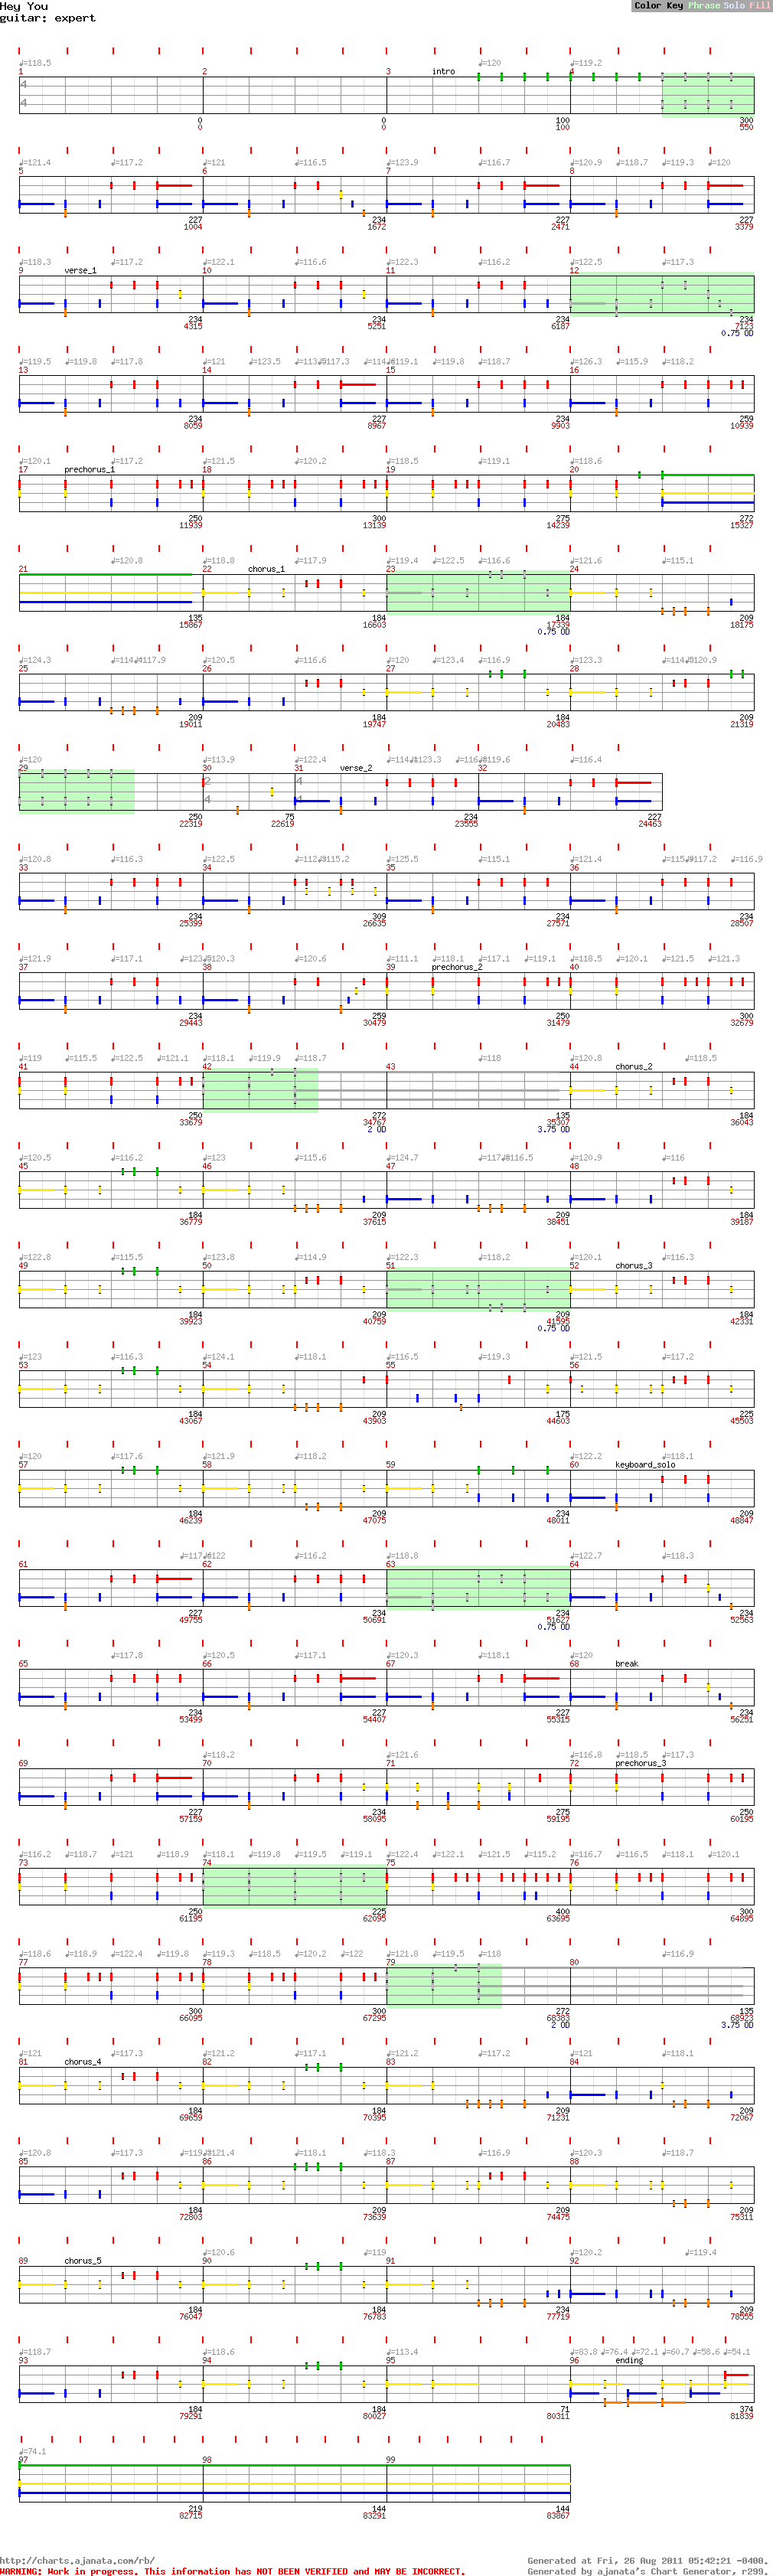 Hey You
guitar: expert
Color Key Phrase Solo Fill
♩=118.5 ♩=120 ♩=119.2
1 2 3 intro 4
4
4
0 0 100 300
0 0 100 550
♩=121.4 ♩=117.2 ♩=121 ♩=116.5 ♩=123.9 ♩=116.7 ♩=120.9 ♩=118.7 ♩=119.3 ♩=120
5 6 7 8
227 234 227 227
1004 1672 2471 3379
♩=118.3 ♩=117.2 ♩=122.1 ♩=116.6 ♩=122.3 ♩=116.2 ♩=122.5 ♩=117.3
9 verse_1 10 11 12
234 234 234 234
4315 5251 6187 7123
0.75 OD
♩=119.5 ♩=119.8 ♩=117.8 ♩=121 ♩=123.5 ♩=117.3 ♩=119.1 ♩=119.8 ♩=118.7 ♩=126.3 ♩=115.9 ♩=118.2
13 14 15 16
234 227 234 259
8059 8967 9903 10939
♩=120.1 ♩=117.2 ♩=121.5 ♩=120.2 ♩=118.5 ♩=119.1 ♩=118.6
17 prechorus_1 18 19 20
250 300 275 272
11939 13139 14239 15327
♩=120.8 ♩=118.8 ♩=117.9 ♩=119.4 ♩=122.5 ♩=116.6 ♩=121.6 ♩=115.1
21 22 chorus_1 23 24
135 184 184 209
15867 16603 17339 18175
0.75 OD
♩=124.3 ♩=117.9 ♩=120.5 ♩=116.6 ♩=120 ♩=123.4 ♩=116.9 ♩=123.3 ♩=120.9
25 26 27 28
209 184 184 209
19011 19747 20483 21319
♩=120 ♩=113.9 ♩=122.4 ♩=123.3 ♩=119.6 ♩=116.4
29 30 31 verse_2 32
2 4
4 4
250 75 234 227
22319 22619 23555 24463
♩=120.8 ♩=116.3 ♩=122.5 ♩=115.2 ♩=125.5 ♩=115.1 ♩=121.4 ♩=117.2 ♩=116.9
33 34 35 36
234 309 234 234
25399 26635 27571 28507
♩=121.9 ♩=117.1 ♩=120.3 ♩=120.6 ♩=111.1 ♩=118.1 ♩=117.1 ♩=119.1 ♩=118.5 ♩=120.1 ♩=121.5 ♩=121.3
37 38 39 prechorus_2 40
234 259 250 300
29443 30479 31479 32679
♩=119 ♩=115.5 ♩=122.5 ♩=121.1 ♩=118.1 ♩=119.9 ♩=118.7 ♩=118 ♩=120.8 ♩=118.5
41 42 43 44 chorus_2
250 272 135 184
33679 34767 35307 36043
2 OD 3.75 OD
♩=120.5 ♩=116.2 ♩=123 ♩=115.6 ♩=124.7 ♩=116.5 ♩=120.9 ♩=116
45 46 47 48
184 209 209 184
36779 37615 38451 39187
♩=122.8 ♩=115.5 ♩=123.8 ♩=114.9 ♩=122.3 ♩=118.2 ♩=120.1 ♩=116.3
49 50 51 52 chorus_3
184 209 209 184
39923 40759 41595 42331
0.75 OD
♩=123 ♩=116.3 ♩=124.1 ♩=118.1 ♩=116.5 ♩=119.3 ♩=121.5 ♩=117.2
53 54 55 56
184 209 175 225
43067 43903 44603 45503
♩=120 ♩=117.6 ♩=121.9 ♩=118.2 ♩=122.2 ♩=118.1
57 58 59 60 keyboard_solo
184 209 234 209
46239 47075 48011 48847
♩=122 ♩=116.2 ♩=118.8 ♩=122.7 ♩=118.3
61 62 63 64
227 234 234 234
49755 50691 51627 52563
0.75 OD
♩=117.8 ♩=120.5 ♩=117.1 ♩=120.3 ♩=118.1 ♩=120
65 66 67 68 break
234 227 227 234
53499 54407 55315 56251
♩=118.2 ♩=121.6 ♩=116.8 ♩=118.5 ♩=117.3
69 70 71 72 prechorus_3
227 234 275 250
57159 58095 59195 60195
♩=116.2 ♩=118.7 ♩=121 ♩=118.9 ♩=118.1 ♩=119.8 ♩=119.5 ♩=119.1 ♩=122.4 ♩=122.1 ♩=121.5 ♩=115.2 ♩=116.7 ♩=116.5 ♩=118.1 ♩=120.1
73 74 75 76
250 225 400 300
61195 62095 63695 64895
♩=118.6 ♩=118.9 ♩=122.4 ♩=119.8 ♩=119.3 ♩=118.5 ♩=120.2 ♩=122 ♩=121.8 ♩=119.5 ♩=118 ♩=116.9
77 78 79 80
300 300 272 135
66095 67295 68383 68923
2 OD 3.75 OD
♩=121 ♩=117.3 ♩=121.2 ♩=117.1 ♩=121.2 ♩=117.2 ♩=121 ♩=118.1
81 chorus_4 82 83 84
184 184 209 209
69659 70395 71231 72067
♩=120.8 ♩=117.3 ♩=121.4 ♩=118.1 ♩=118.3 ♩=116.9 ♩=120.3 ♩=118.7
85 86 87 88
184 209 209 209
72803 73639 74475 75311
♩=120.6 ♩=119 ♩=120.2 ♩=119.4
89 chorus_5 90 91 92
184 184 234 209
76047 76783 77719 78555
♩=118.7 ♩=118.6 ♩=113.4 ♩=83.8 ♩=76.4 ♩=72.1 ♩=60.7 ♩=58.6 ♩=54.1
93 94 95 96 ending
184 184 71 374
79291 80027 80311 81839
♩=74.1
97 98 99
219 144 144
82715 83291 83867
http://charts.ajanata.com/rb/ Generated at Fri, 26 Aug 2011 05:42:21 -0400.
WARNING: Work in progress. This information has NOT BEEN VERIFIED and MAY BE INCORRECT. Generated by ajanata's Chart Generator, r299.